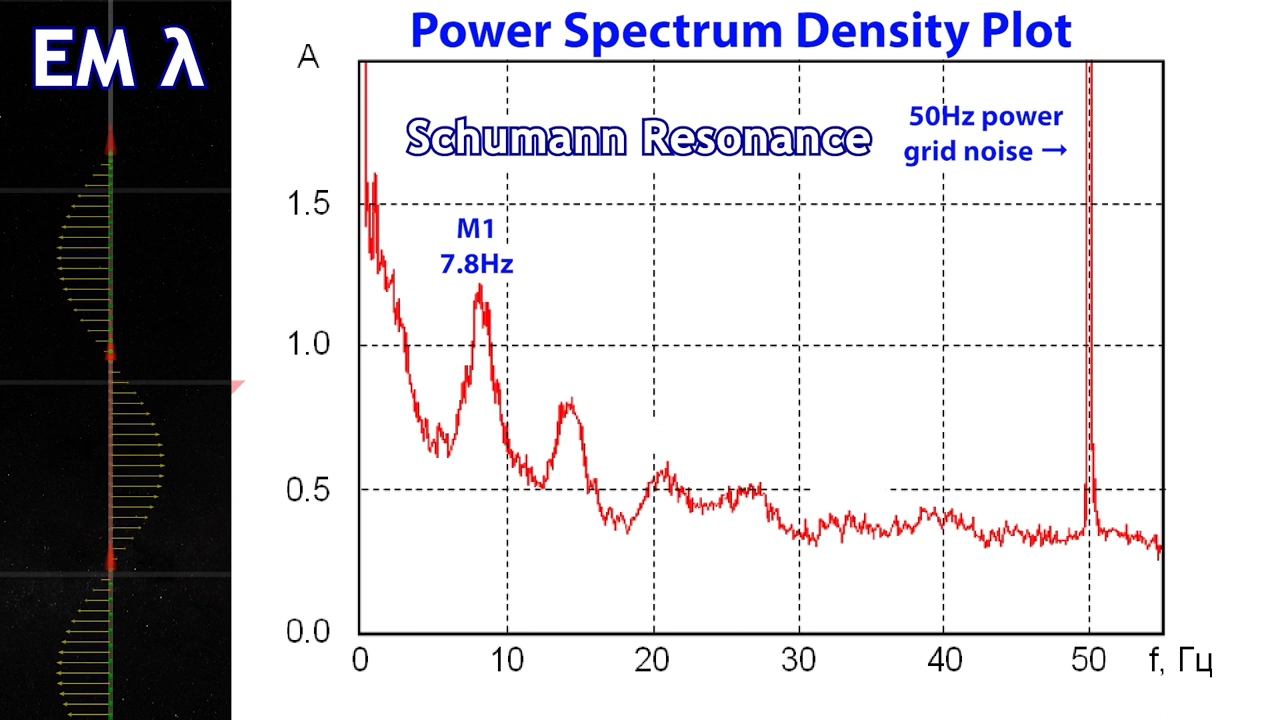 EM λ
Power Spectrum Density Plot
A
Schumann Resonance
50Hz power
grid noise →
M1
7.8Hz
1.5
1.0
0.5
0.0
0 10 20 30 40 50 f, Гц